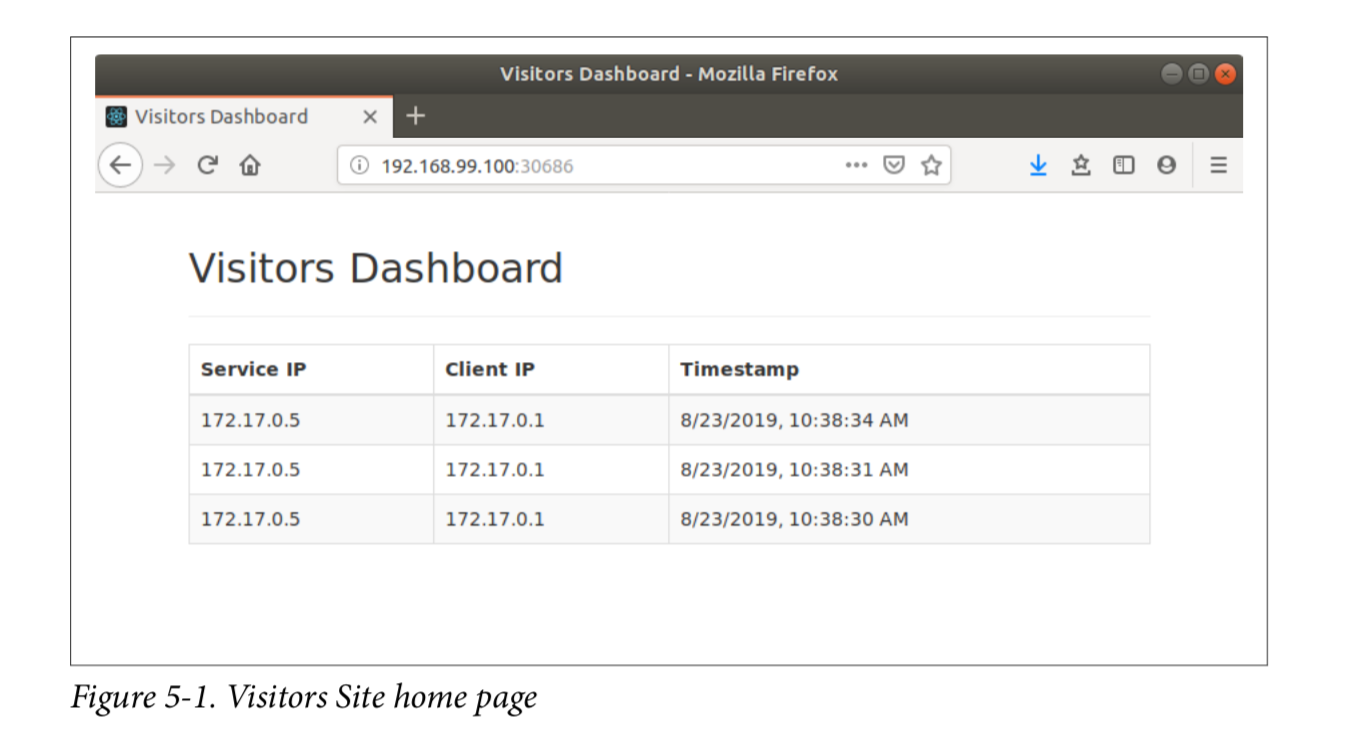 Visitors Dashboard - Mozilla Firefox
Visitors Dashboard
192.168.99.100:30686
Visitors Dashboard
Service IP Client IP Timestamp
172.17.0.5 172.17.0.1 8/23/2019, 10:38:34 AM
172.17.0.5 172.17.0.1 8/23/2019, 10:38:31 AM
172.17.0.5 172.17.0.1 8/23/2019, 10:38:30 AM
Figure 5-1. Visitors Site home page